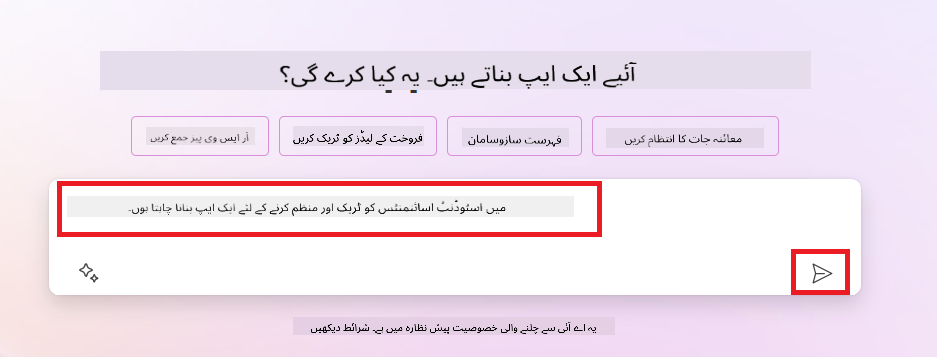 آئیے ایک ایپ بناتے ہیں۔ یہ کیا کرے گی؟
معائنہ جات کا انتظام کریں
فہرست سازوسامان
فروخت کے لیڈز کو ٹریک کریں
آر ایس وی پیز جمع کریں
میں اسٹوڈنٹ اسائنمنٹس کو ٹریک اور منظم کرنے کے لئے ایک ایپ بنانا چاہتا ہوں۔
یہ اے آئی سے چلنے والی خصوصیت پیش نظارہ میں ہے۔ شرائط دیکھیں